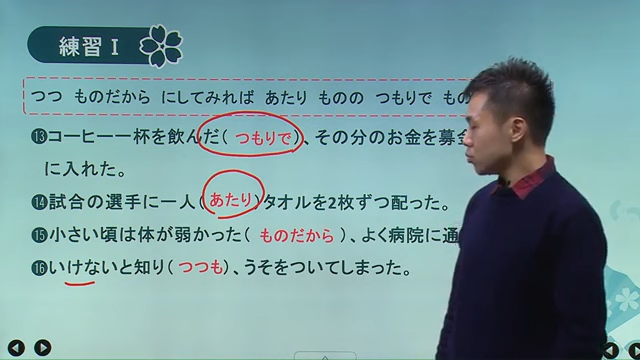 練習Ⅰ
つつ ものだから にしてみれば あたり ものの つもりで もの
⑬コーヒー一杯を飲んだ(つもりで)、その分のお金を募金
に入れた。
⑭試合の選手に一人(あたり)タオルを2枚ずつ配った。
⑮小さい頃は体が弱かった(ものだから)、よく病院に通
⑯いけないと知り(つつも)、うそをついてしまった。